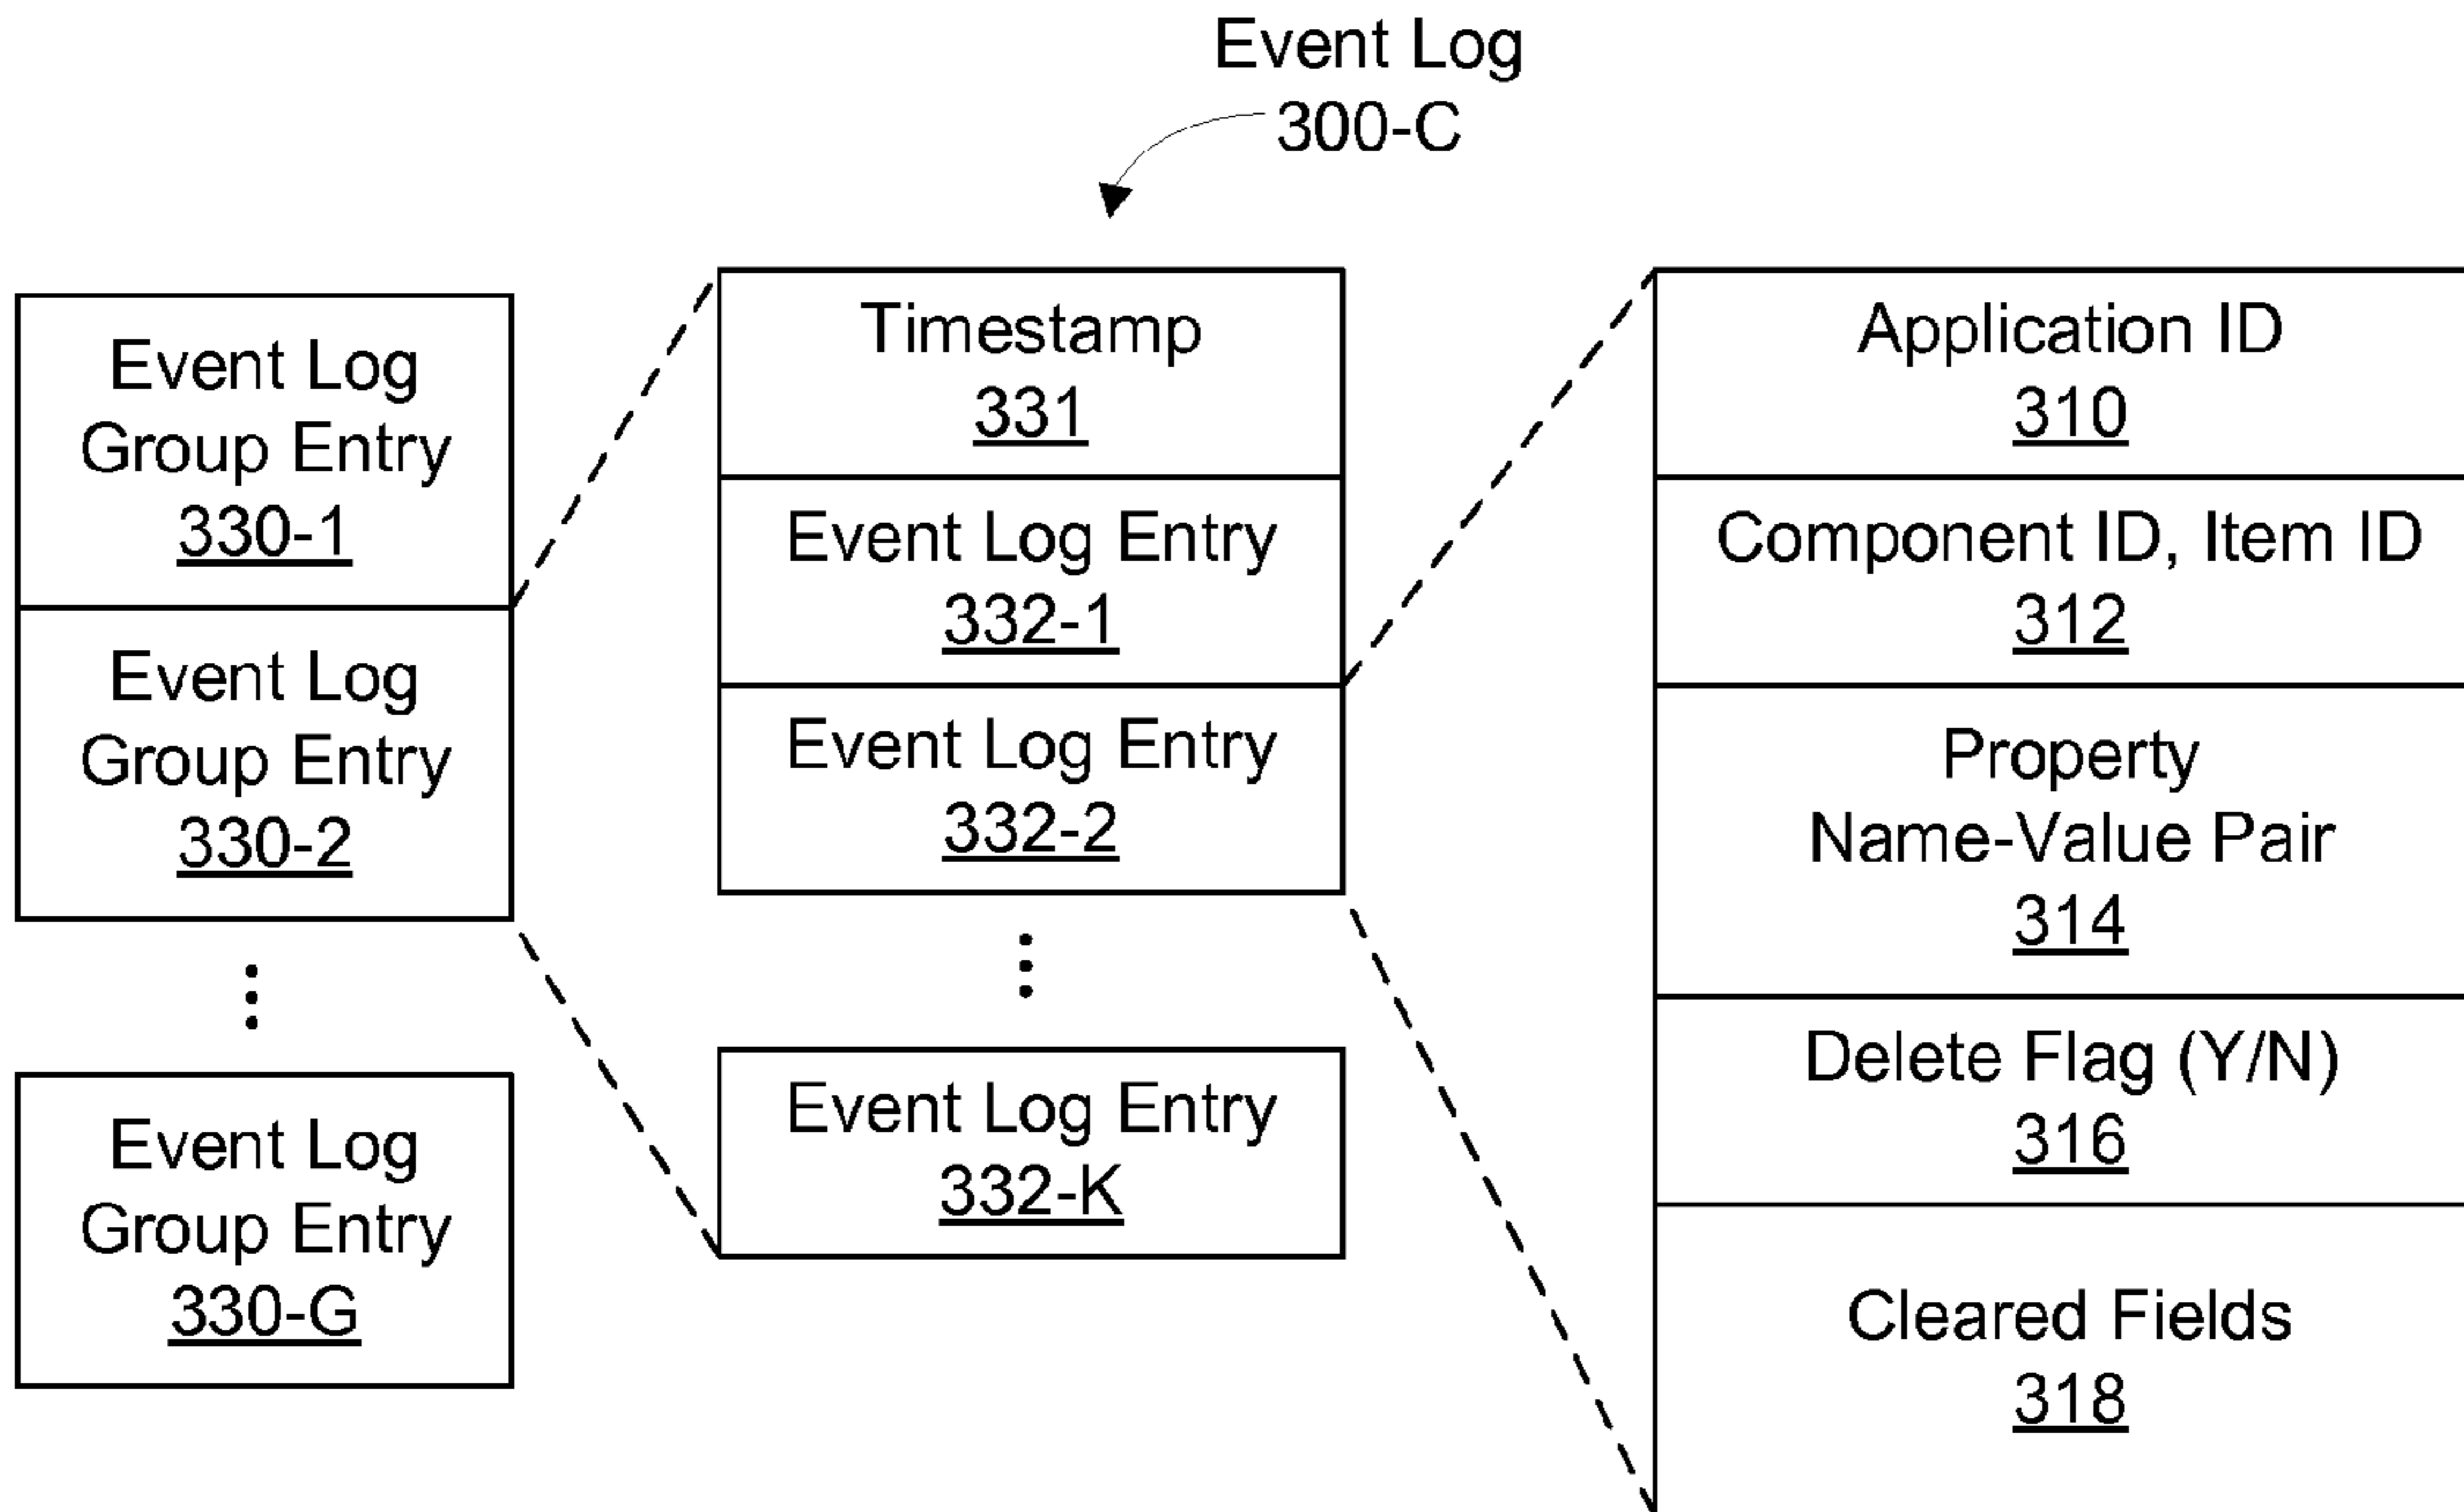 Event Log
300-C
Event Log
Group Entry
330-1
Event Log
Group Entry
330-2
Event Log
Group Entry
330-G
Timestamp
331
Event Log Entry
332-1
Event Log Entry
332-2
Event Log Entry
332-K
Application ID
310
Component ID, Item ID
312
Property
Name-Value Pair
314
Delete Flag (Y/N)
316
Cleared Fields
318